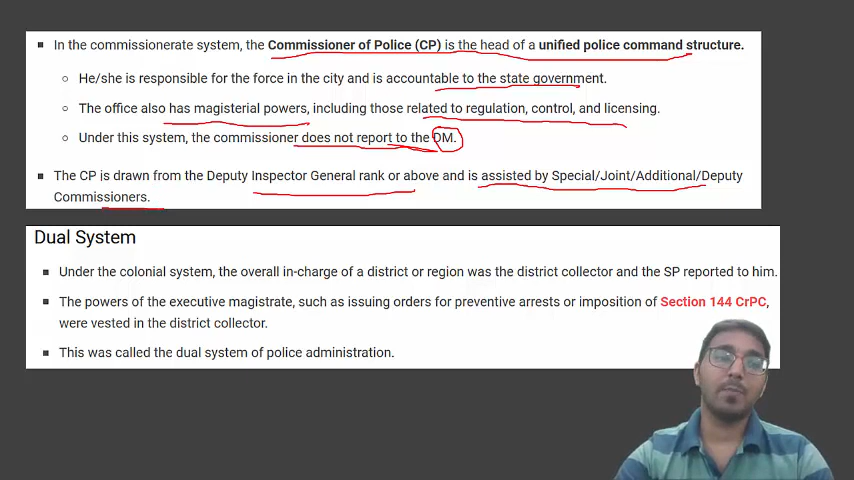 In the commissionerate system, the Commissioner of Police (CP) is the head of a unified police command structure.
He/she is responsible for the force in the city and is accountable to the state government.
The office also has magisterial powers, including those related to regulation, control, and licensing.
Under this system, the commissioner does not report to the DM.
The CP is drawn from the Deputy Inspector General rank or above and is assisted by Special/Joint/Additional/Deputy
Commissioners.
Dual System
Under the colonial system, the overall in-charge of a district or region was the district collector and the SP reported to him.
The powers of the executive magistrate, such as issuing orders for preventive arrests or imposition of Section 144 CrPC,
were vested in the district collector.
This was called the dual system of police administration.